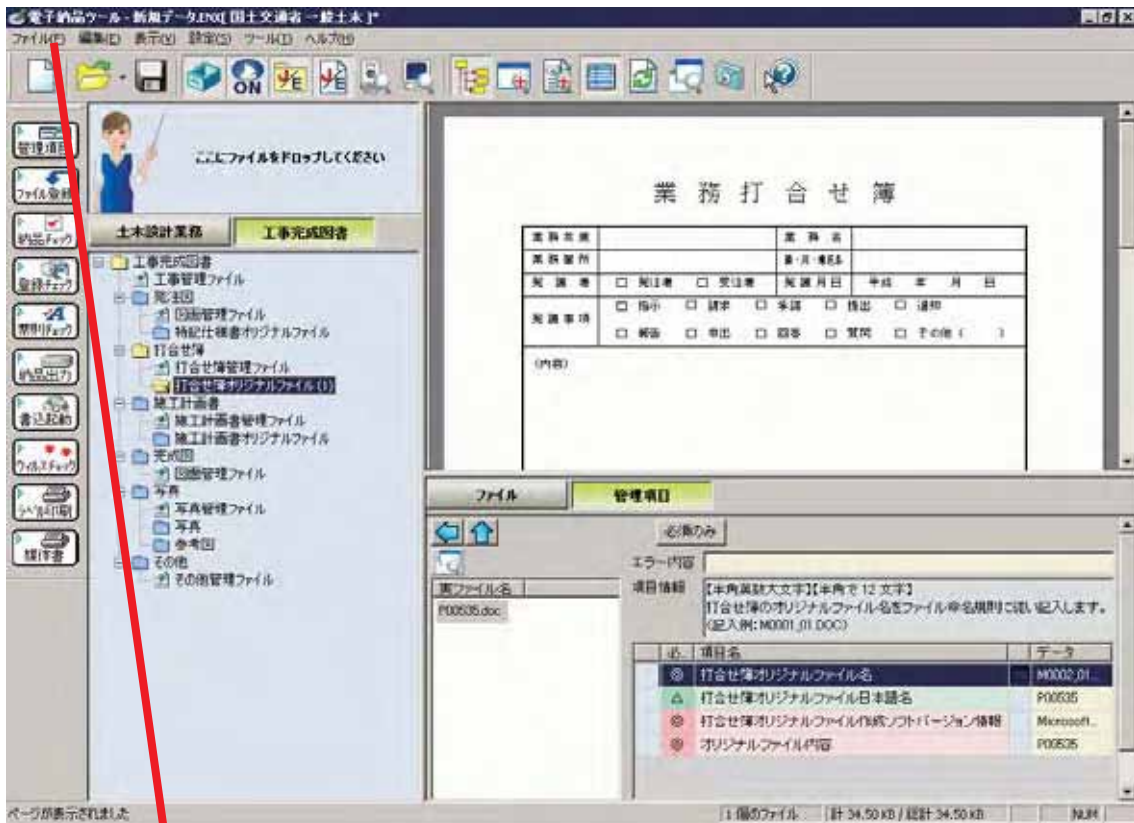 電子納品ツール - 新規データ.ENX[ 国土交通省 一般土木 ]*
ファイル(F) 編集(E) 表示(V) 設定(S) ツール(T) ヘルプ(H)
ON
管理項目
ファイル登録
納品チェック
登録チェック
禁則チェック
納品出力
書込起動
ウィルスチェック
ラベル印刷
媒体書
ここにファイルをドロップしてください
土木設計業務 工事完成図書
工事完成図書
工事管理ファイル
発注図
図面管理ファイル
特記仕様書オリジナルファイル
打合せ簿
打合せ簿管理ファイル
打合せ簿オリジナルファイル (1)
施工計画書
施工計画書管理ファイル
施工計画書オリジナルファイル
完成図
図面管理ファイル
写真
写真管理ファイル
写真
参考図
その他
その他管理ファイル
業務打合せ簿
業務年度 業務名
業務箇所
発議者 □ 発注者 □ 受注者 発議月日 平成 年 月 日
発議事項 □ 指示 □ 請求 □ 承諾 □ 提出 □ 通知
□ 報告 □ 申出 □ 回答 □ 質問 □ その他 ( )
(内容)
ファイル 管理項目
必須のみ
エラー内容
項目情報 【半角英数大文字】【半角で 12 文字】
打合せ簿のオリジナルファイル名をファイル命名規則に従い記入します。
(記入例: M0001_01.DOC)
実ファイル名
P00535.doc
必.. 項目名 データ
◎ 打合せ簿オリジナルファイル名 M0002_01...
△ 打合せ簿オリジナルファイル日本語名 P00535
◎ 打合せ簿オリジナルファイル作成ソフトバージョン情報 Microsoft...
◎ オリジナルファイル内容 P00535
ページが表示されました 1 個のファイル 計 34.50 KB / 総計 34.50 KB NUM